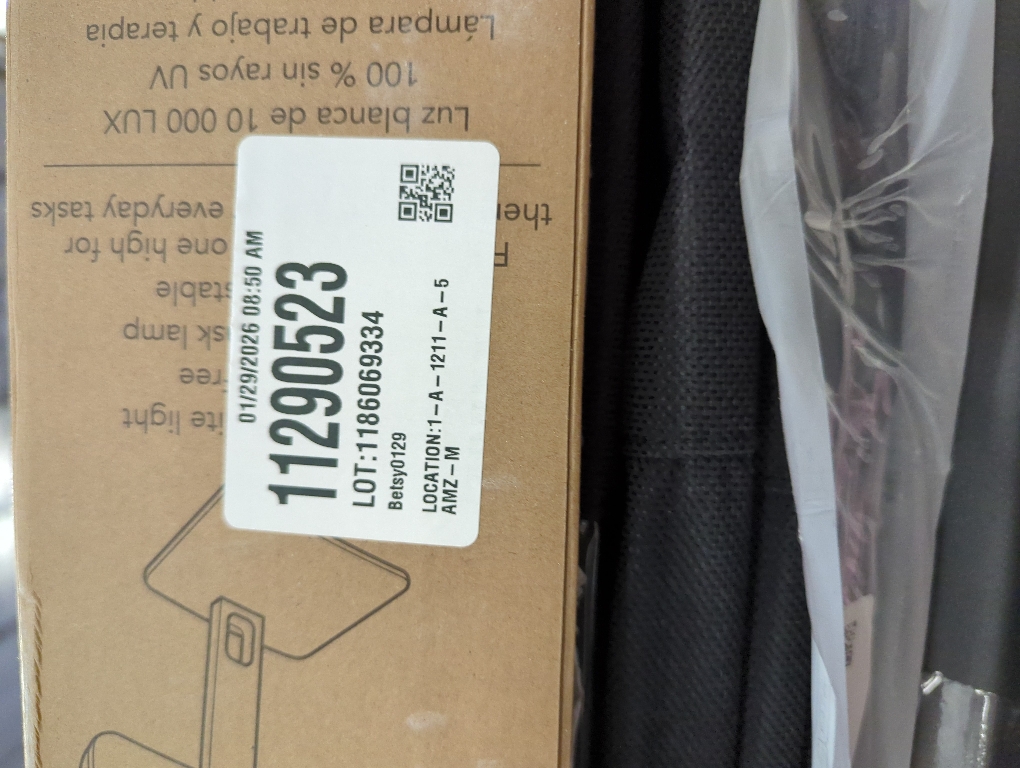 01/29/2026 08:50 AM
11290523
LOT:1186069334
Betsy0129
LOCATION:1-A-1211-A-5
AMZ-M
ite light
ree
sk lamp
stable
one high for
everyday tasks
Luz blanca de 10 000 LUX
100 % sin rayos UV
Lámpara de trabajo y terapia